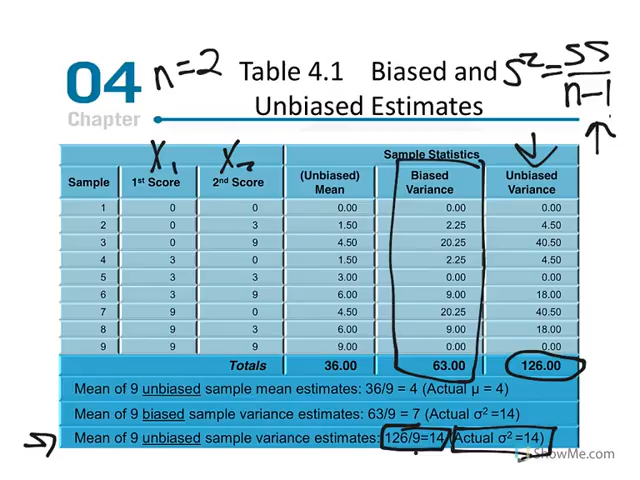 04 n=2 Table 4.1 Biased and s²=SS/n-1
Chapter Unbiased Estimates
X₁ X₂ Sample Statistics
Sample 1st Score 2nd Score (Unbiased) Mean Biased Variance Unbiased Variance
1 0 0 0.00 0.00 0.00
2 0 3 1.50 2.25 4.50
3 0 9 4.50 20.25 40.50
4 3 0 1.50 2.25 4.50
5 3 3 3.00 0.00 0.00
6 3 9 6.00 9.00 18.00
7 9 0 4.50 20.25 40.50
8 9 3 6.00 9.00 18.00
9 9 9 9.00 0.00 0.00
Totals 36.00 63.00 126.00
Mean of 9 unbiased sample mean estimates: 36/9 = 4 (Actual μ = 4)
Mean of 9 biased sample variance estimates: 63/9 = 7 (Actual σ² =14)
Mean of 9 unbiased sample variance estimates: 126/9=14 (Actual σ² =14)
ShowMe.com